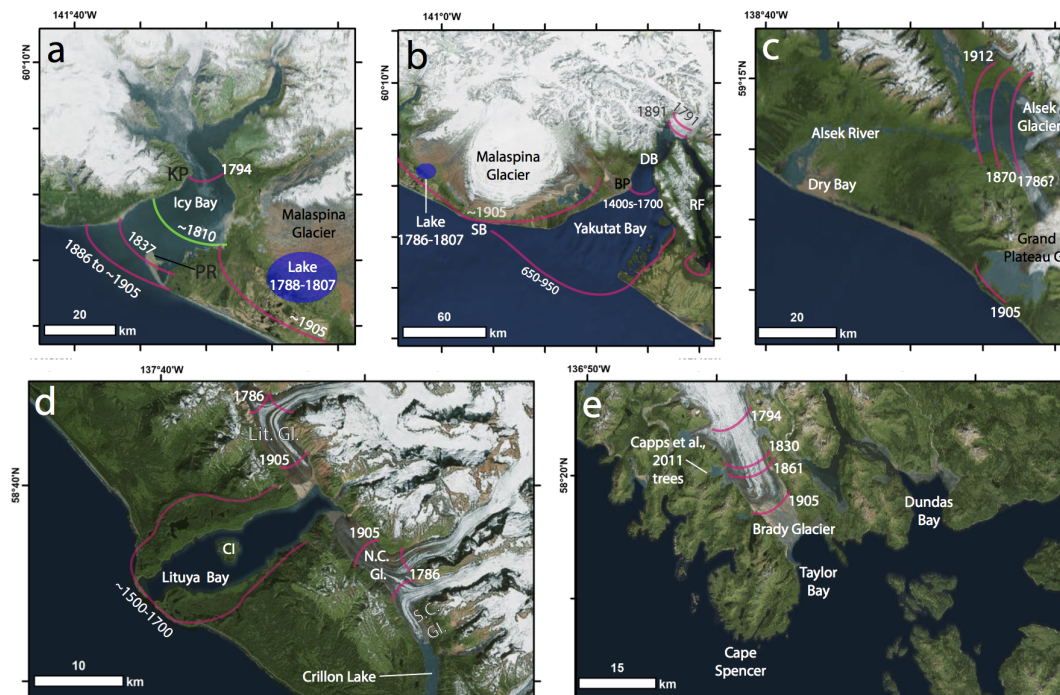 141°40'W
a
60°10'N
KP
1794
Icy Bay
~1810
Malaspina
Glacier
1837
PR
Lake
1788-1807
1886 to ~1905
~1905
10
km
141°0'W
b
60°10'N
1891
1791
Malaspina
Glacier
DB
BP
1400s-1700
RF
Lake
1786-1807
~1905
SB
Yakutat Bay
650-950
60
km
138°40'
c
59°15'N
1912
Alsek
Glacier
Alsek River
1870
1786?
Dry Bay
Grand
Plateau G
1905
20
km
137°40'W
d
58°40'N
1786
Lit. Gl.
1905
1905
N.C.
Gl.
1786
CI
Lituya Bay
S.C.
Gl.
~1500-1700
Crillon Lake
10
km
136°50'W
e
58°20'N
1794
Capps et al.,
2011
trees
1830
1861
1905
Brady Glacier
Dundas
Bay
Taylor
Bay
Cape
Spencer
15
km